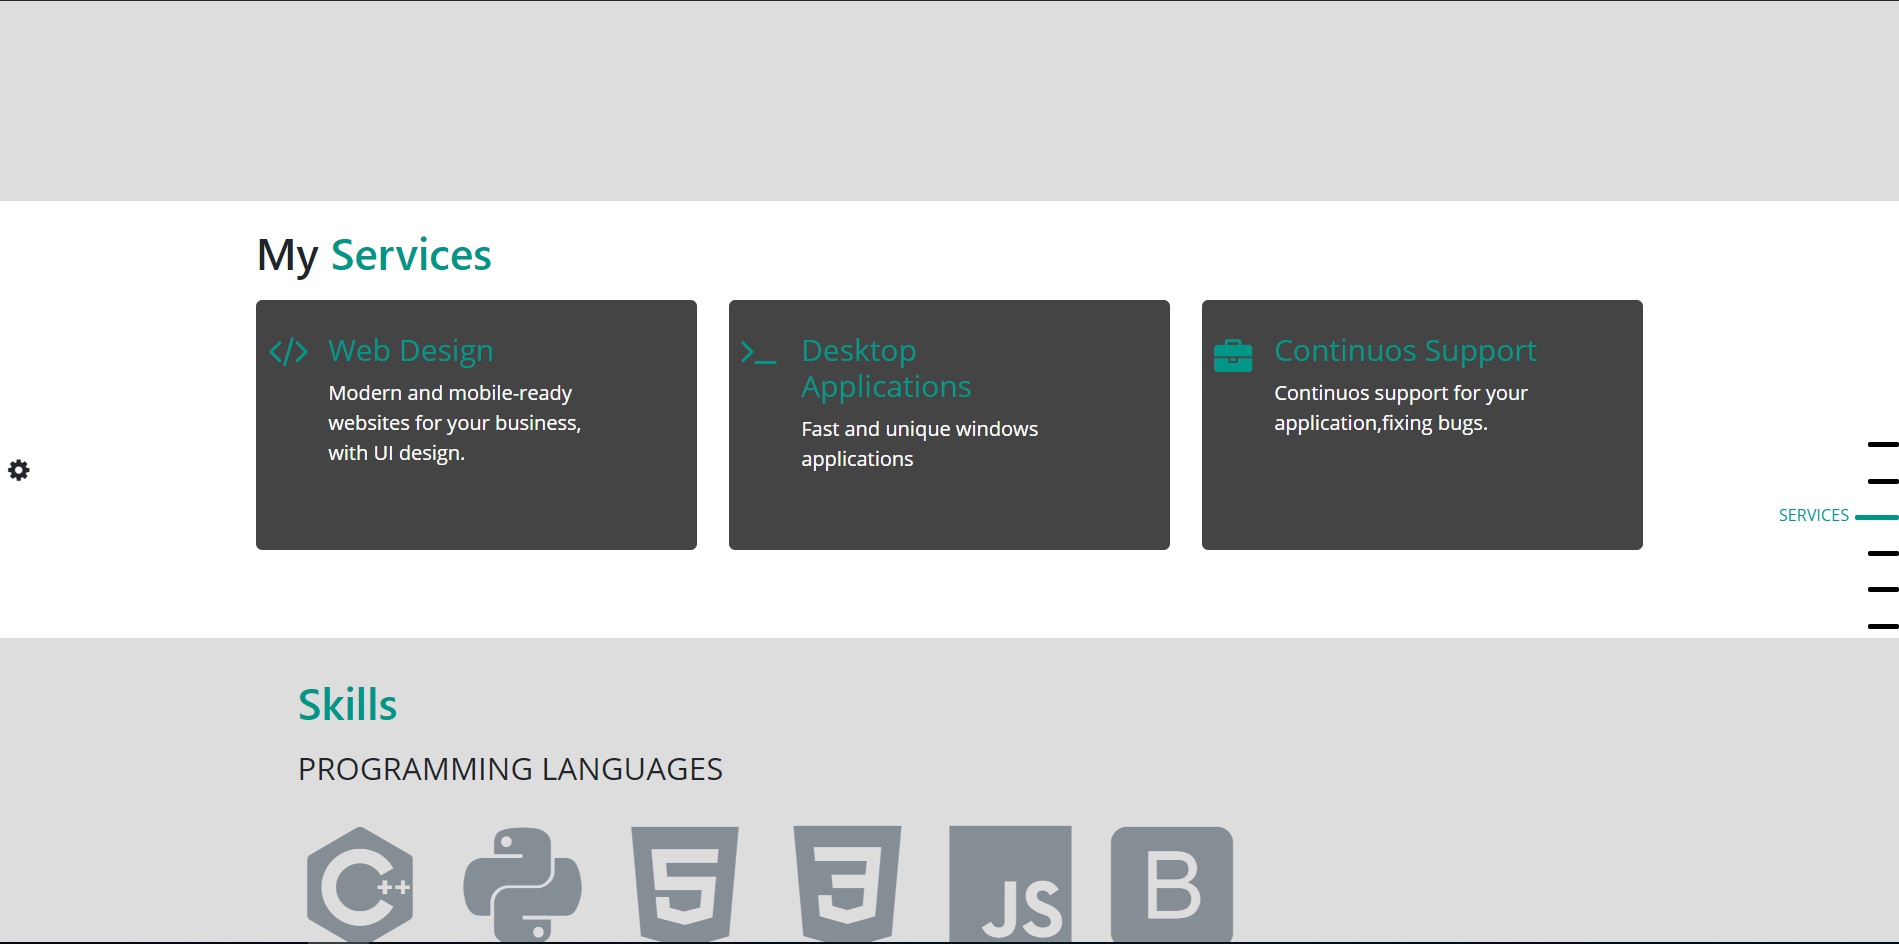 My Services
Web Design
Modern and mobile-ready
websites for your business,
with UI design.
Desktop
Applications
Fast and unique windows
applications
Continuos Support
Continuos support for your
application,fixing bugs.
SERVICES
Skills
PROGRAMMING LANGUAGES
C++
5
3
JS
B